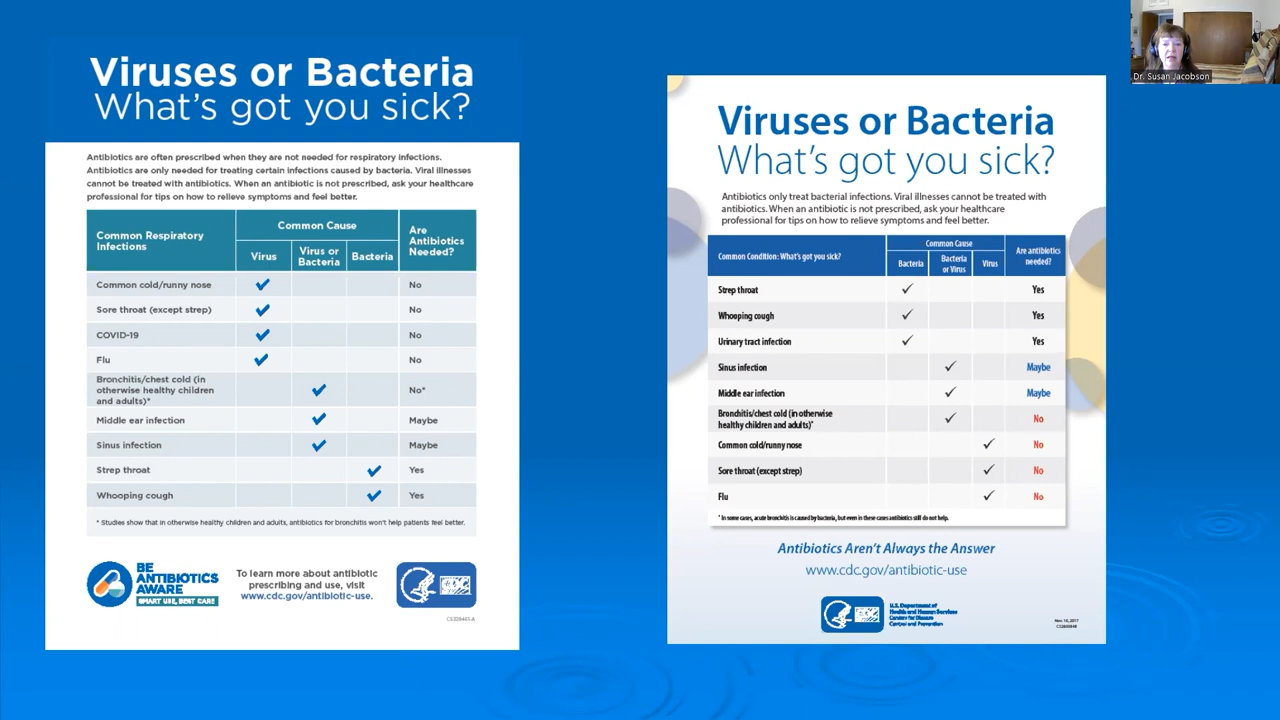 Viruses or Bacteria
What's got you sick?
Antibiotics are often prescribed when they are not needed for respiratory infections.
Antibiotics are only needed for treating certain infections caused by bacteria. Viral illnesses
cannot be treated with antibiotics. When an antibiotic is not prescribed, ask your healthcare
professional for tips on how to relieve symptoms and feel better.
Common Respiratory
Infections
Common Cause
Virus
Virus or
Bacteria
Bacteria
Are
Antibiotics
Needed?
Common cold/runny nose ✔ No
Sore throat (except strep) ✔ No
COVID-19 ✔ No
Flu ✔ No
Bronchitis/chest cold (in
otherwise healthy children
and adults)* ✔ No*
Middle ear infection ✔ Maybe
Sinus infection ✔ Maybe
Strep throat ✔ Yes
Whooping cough ✔ Yes
* Studies show that in otherwise healthy children and adults, antibiotics for bronchitis won't help patients feel better.
BE
ANTIBIOTICS
AWARE
SMART USE, BEST CARE
To learn more about antibiotic
prescribing and use, visit
www.cdc.gov/antibiotic-use.
Viruses or Bacteria
What's got you sick?
Antibiotics only treat bacterial infections. Viral illnesses cannot be treated with
antibiotics. When an antibiotic is not prescribed, ask your healthcare
professional for tips on how to relieve symptoms and feel better.
Common Condition: What's got you sick?
Common Cause
Bacteria
Bacteria
or Virus
Virus
Are antibiotics
needed?
Strep throat ✓ Yes
Whooping cough ✓ Yes
Urinary tract infection ✓ Yes
Sinus infection ✓ Maybe
Middle ear infection ✓ Maybe
Bronchitis/chest cold (in otherwise
healthy children and adults)* ✓ No
Common cold/runny nose ✓ No
Sore throat (except strep) ✓ No
Flu ✓ No
* In some cases, acute bronchitis is caused by bacteria, but even in these cases antibiotics still do not help.
Antibiotics Aren't Always the Answer
www.cdc.gov/antibiotic-use
U.S. Department of
Health and Human Services
Centers for Disease
Control and Prevention
Dr. Susan Jacobson